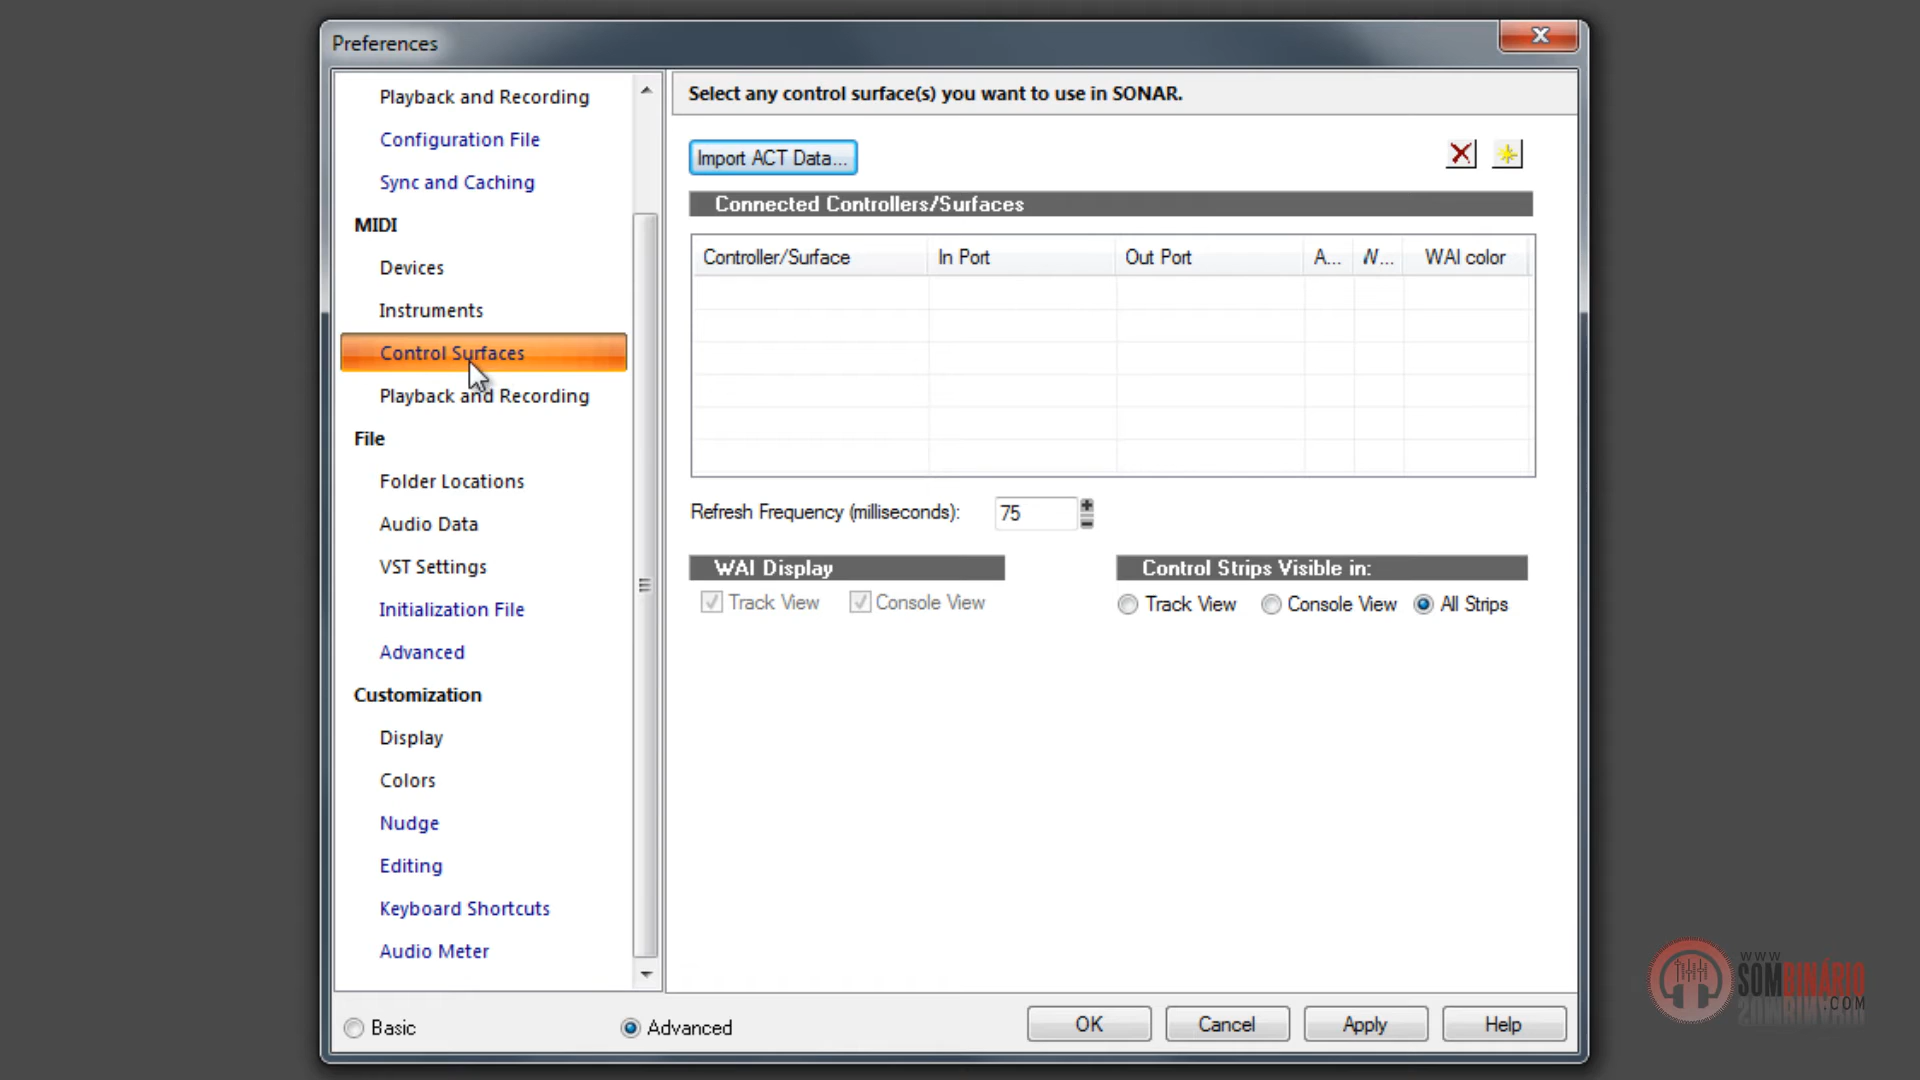 Preferences
Playback and Recording
Configuration File
Sync and Caching
MIDI
Devices
Instruments
Control Surfaces
Playback and Recording
File
Folder Locations
Audio Data
VST Settings
Initialization File
Advanced
Customization
Display
Colors
Nudge
Editing
Keyboard Shortcuts
Audio Meter
Basic
Advanced
Select any control surface(s) you want to use in SONAR.
Import ACT Data...
Connected Controllers/Surfaces
Controller/Surface In Port Out Port A... W... WAI color
Refresh Frequency (milliseconds): 75
WAI Display
Track View Console View
Control Strips Visible in:
Track View Console View All Strips
OK Cancel Apply Help
WWW
SOMBINÁRIO
.COM